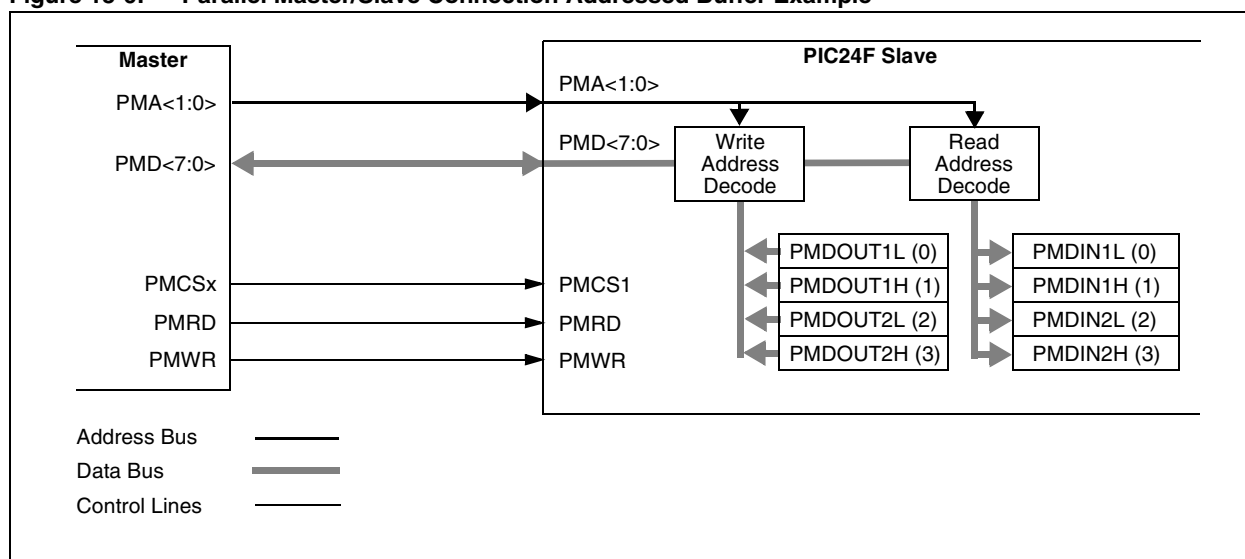 Figure 13-6: Parallel Master/Slave Connection Addressed Buffer Example
Master
PIC24F Slave
PMA<1:0>
PMA<1:0>
PMD<7:0>
PMD<7:0>
Write
Address
Decode
Read
Address
Decode
PMDOUT1L (0)
PMDIN1L (0)
PMCSx
PMCS1
PMDOUT1H (1)
PMDIN1H (1)
PMRD
PMRD
PMDOUT2L (2)
PMDIN2L (2)
PMWR
PMWR
PMDOUT2H (3)
PMDIN2H (3)
Address Bus
Data Bus
Control Lines